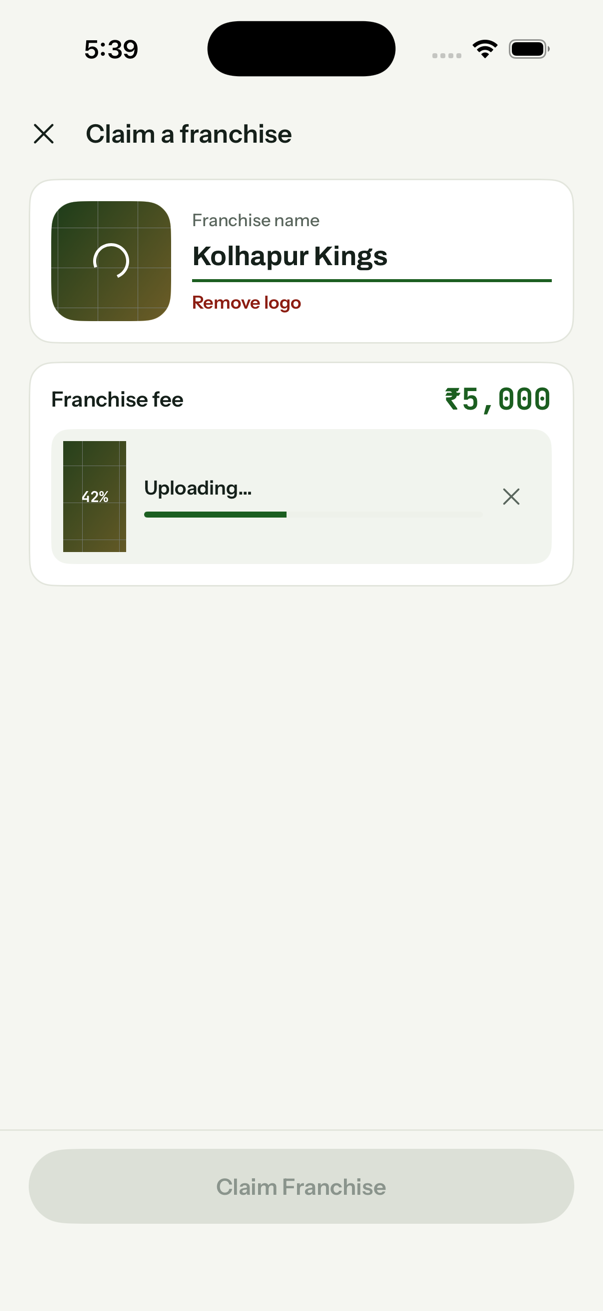 5:39
Claim a franchise
Franchise name
Kolhapur Kings
Remove logo
Franchise fee
₹5,000
42%
Uploading...
Claim Franchise